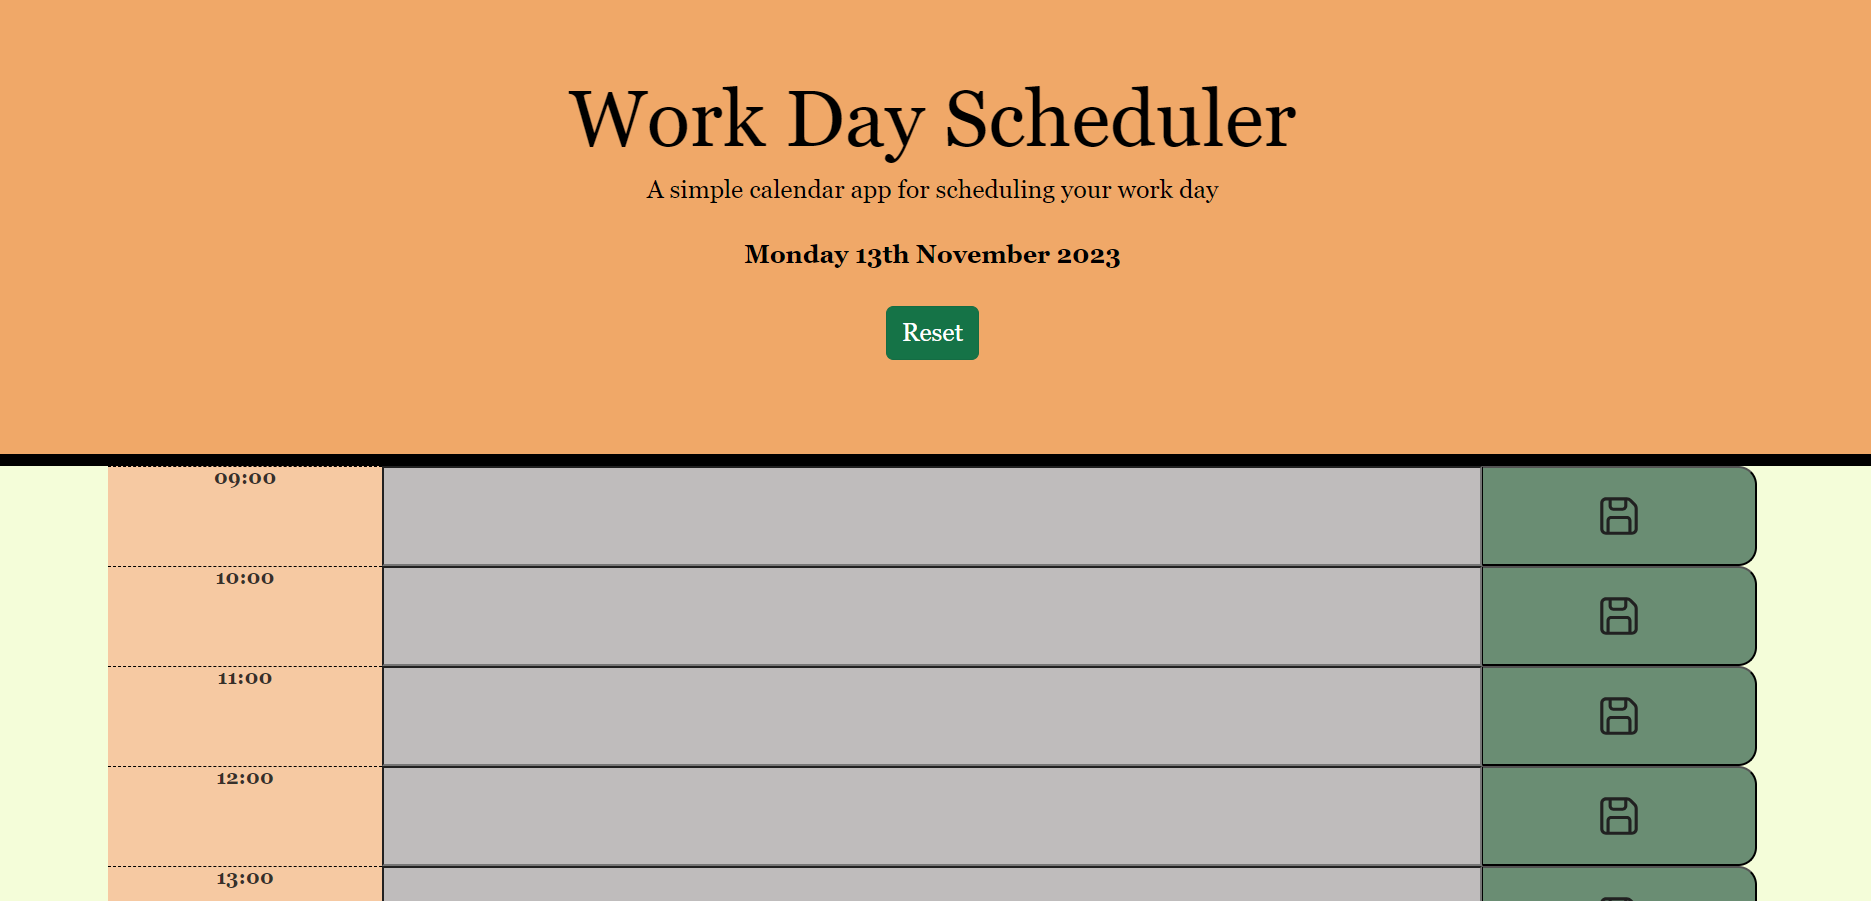 Work Day Scheduler
A simple calendar app for scheduling your work day
Monday 13th November 2023
Reset
09:00
10:00
11:00
12:00
13:00